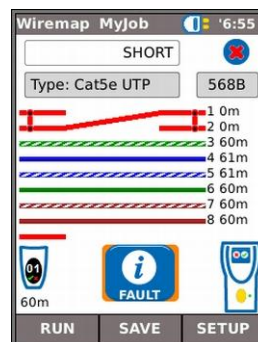 Wiremap MyJob '6:55
SHORT
Type: Cat5e UTP 568B
1 0m
2 0m
3 60m
4 61m
5 61m
6 60m
7 60m
8 60m
01
60m
i
FAULT
RUN SAVE SETUP